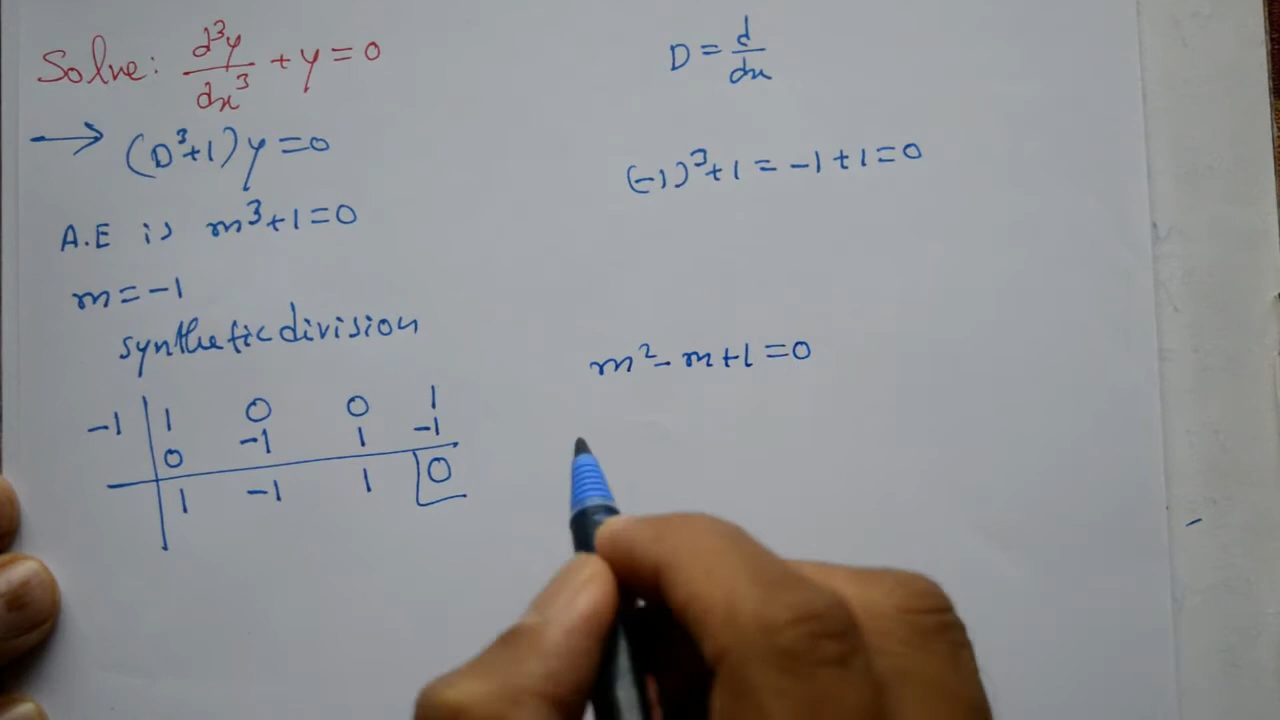 Solve: d³y/dx³ + y = 0
D = d/dx
→ (D³+1) y = 0
(-1)³ + 1 = -1 + 1 = 0
A.E is m³+1=0
m = -1
synthetic division
m² - m + 1 = 0
-1 | 1 0 0 1
0 -1 1 -1
1 -1 1 0